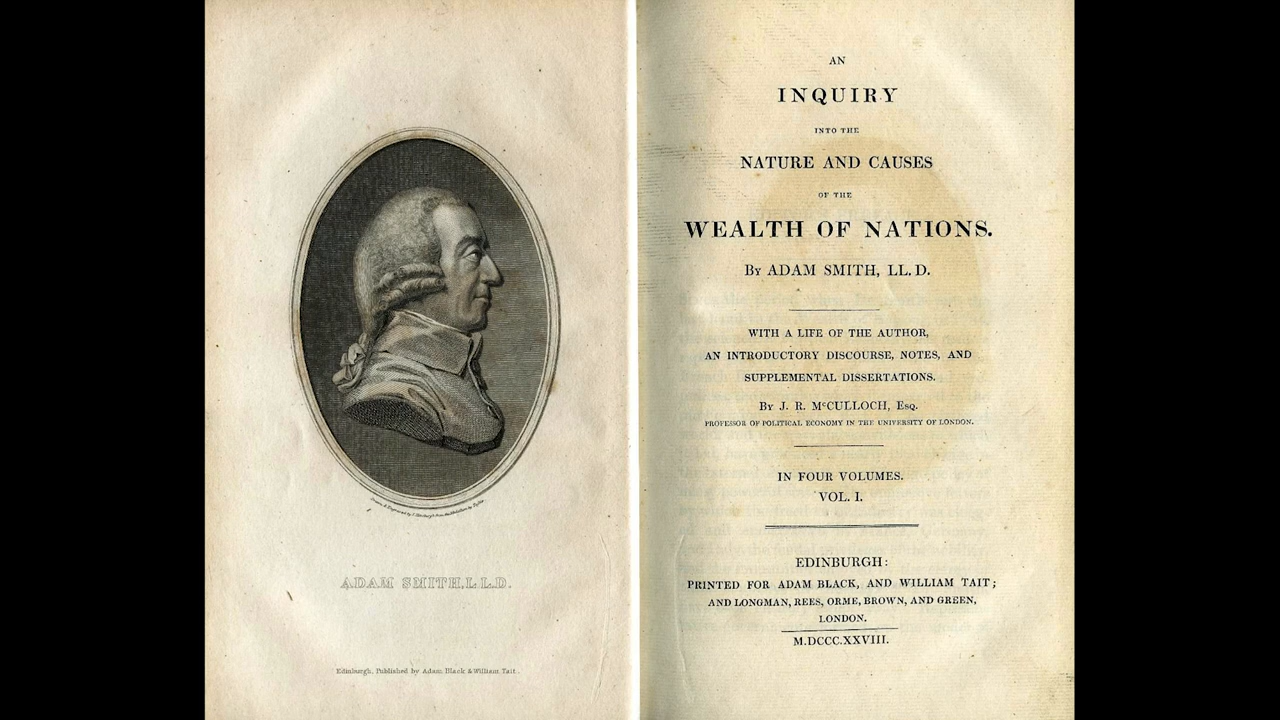 ADAM SMITH, L.L.D.
Edinburgh, Published by Adam Black & William Tait.
AN
INQUIRY
INTO THE
NATURE AND CAUSES
OF THE
WEALTH OF NATIONS.
By ADAM SMITH, LL. D.
WITH A LIFE OF THE AUTHOR,
AN INTRODUCTORY DISCOURSE, NOTES, AND
SUPPLEMENTAL DISSERTATIONS.
By J. R. McCULLOCH, Esq.
PROFESSOR OF POLITICAL ECONOMY IN THE UNIVERSITY OF LONDON.
IN FOUR VOLUMES.
VOL. I.
EDINBURGH:
PRINTED FOR ADAM BLACK, AND WILLIAM TAIT;
AND LONGMAN, REES, ORME, BROWN, AND GREEN,
LONDON.
M.DCCC.XXVIII.